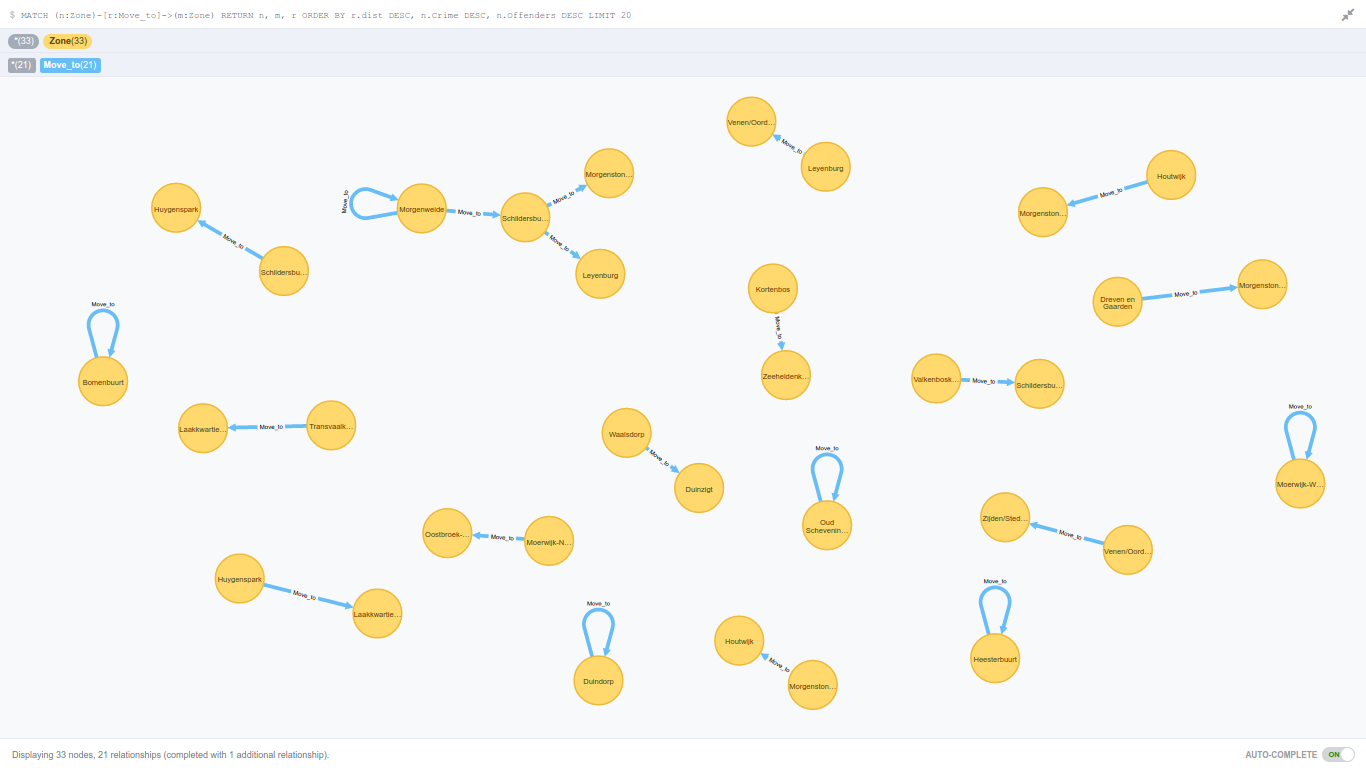 $ MATCH (n:Zone)-[r:Move_to]->(m:Zone) RETURN n, m, r ORDER BY r.dist DESC, n.Crime DESC, n.Offenders DESC LIMIT 20
*(33) Zone(33)
*(21) Move_to(21)
Venen/Oord...
Move_to
Leyenburg
Morgenston...
Move_to
Houtwijk
Move_to
Morgenston...
Huygenspark
Move_to
Schildersbu...
Move_to
Morgenweide
Move_to
Schildersbu...
Move_to
Leyenburg
Kortenbos
Move_to
Zeeheldenk...
Dreven en
Gaarden
Move_to
Morgenston...
Move_to
Bomenbuurt
Valkenbosk...
Move_to
Schildersbu...
Laakkwartie...
Move_to
Transvaalk...
Waalsdorp
Move_to
Duinzigt
Move_to
Oud
Schevenin...
Move_to
Moerwijk-W...
Zijden/Sted...
Move_to
Venen/Oord...
Oostbroek-...
Move_to
Moerwijk-N...
Huygenspark
Move_to
Laakkwartie...
Move_to
Duindorp
Houtwijk
Move_to
Morgenston...
Move_to
Heesterbuurt
Displaying 33 nodes, 21 relationships (completed with 1 additional relationship).
AUTO-COMPLETE ON